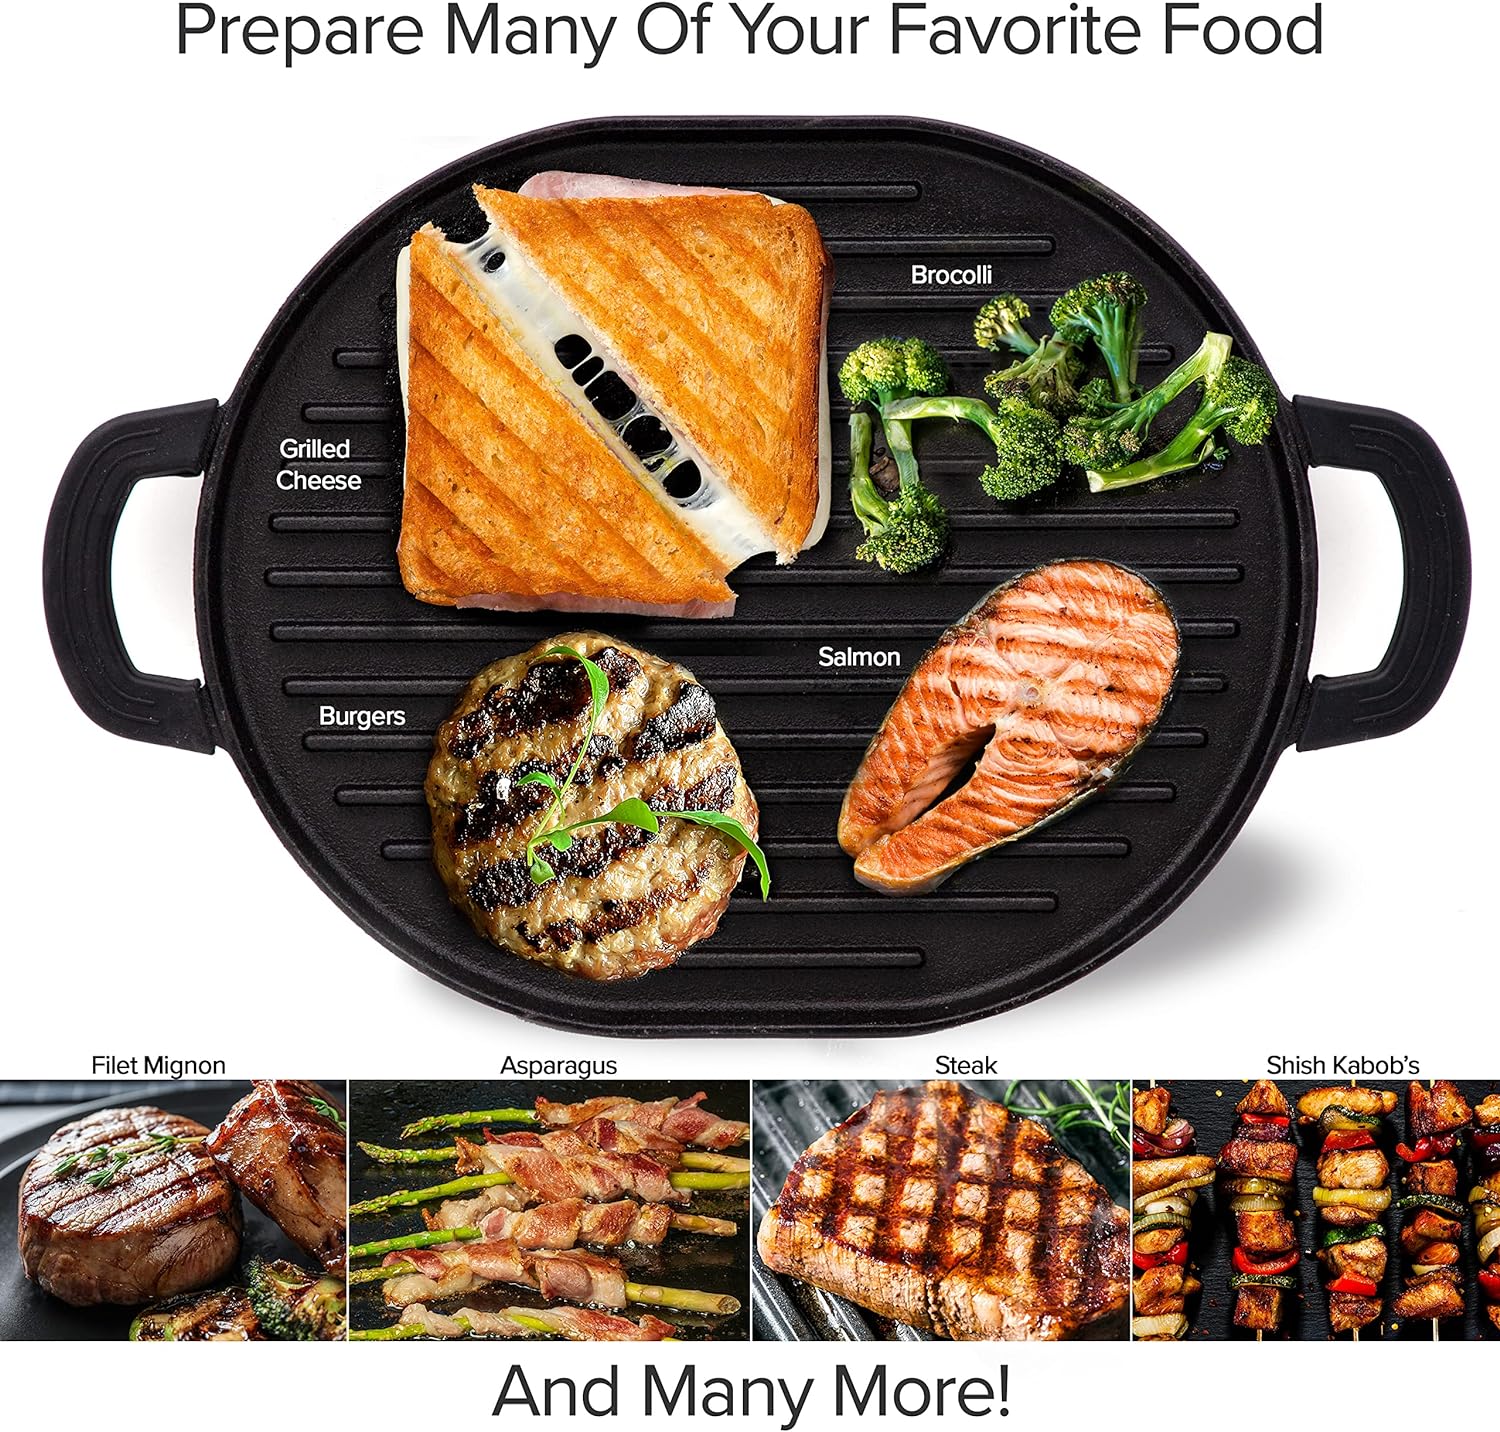 Prepare Many Of Your Favorite Food
Brocolli
Grilled
Cheese
Salmon
Burgers
Filet Mignon
Asparagus
Steak
Shish Kabob’s
And Many More!